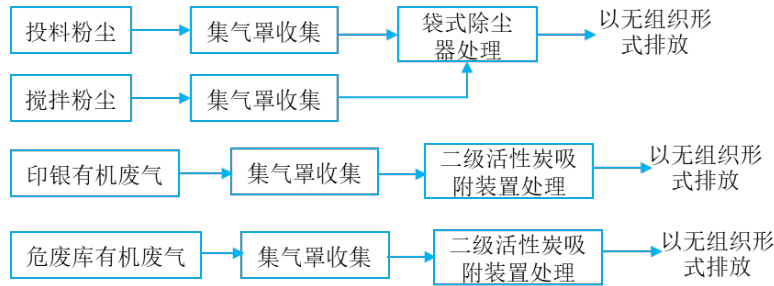 投料粉尘
集气罩收集
袋式除尘
器处理
以无组织形
式排放
搅拌粉尘
集气罩收集
印银有机废气
集气罩收集
二级活性炭吸
附装置处理
以无组织形
式排放
危废库有机废气
集气罩收集
二级活性炭吸
附装置处理
以无组织形
式排放